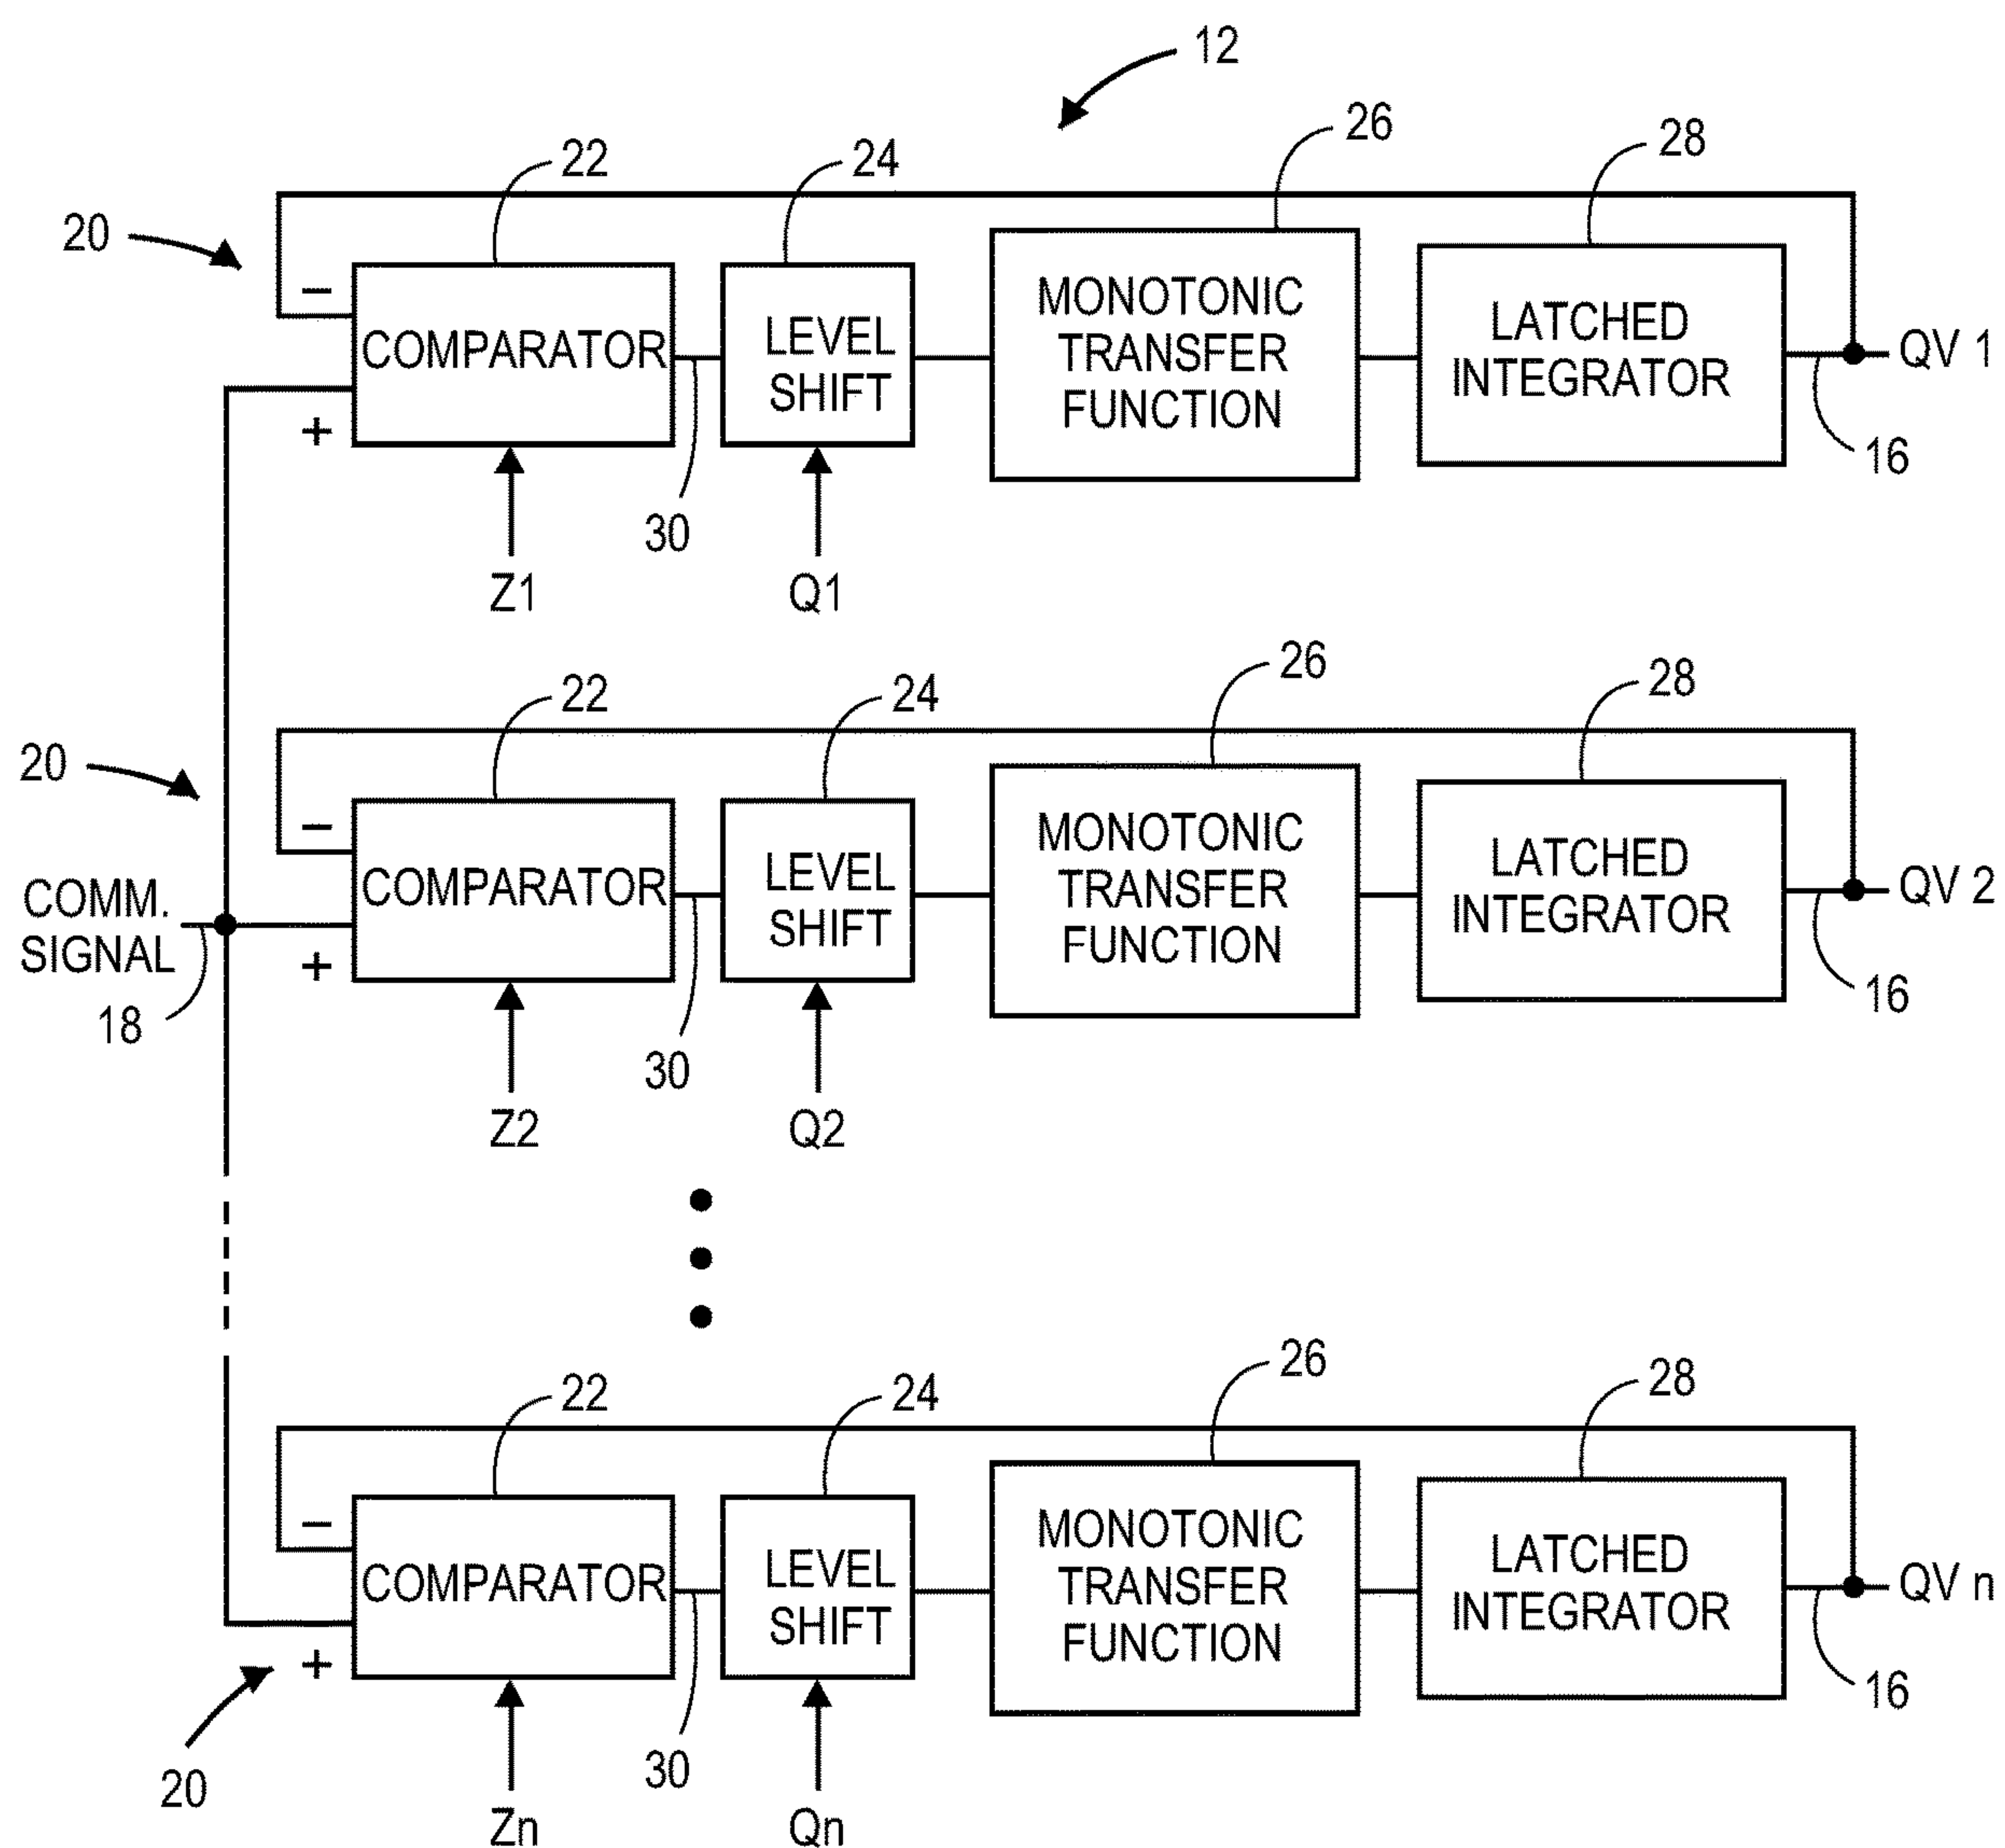 12
20
22
24
26
28
−
COMPARATOR
+
LEVEL
SHIFT
MONOTONIC
TRANSFER
FUNCTION
LATCHED
INTEGRATOR
QV 1
16
30
Z1
Q1
20
22
24
26
28
−
COMPARATOR
+
LEVEL
SHIFT
MONOTONIC
TRANSFER
FUNCTION
LATCHED
INTEGRATOR
QV 2
16
COMM.
SIGNAL
18
30
Z2
Q2
22
24
26
28
−
COMPARATOR
+
LEVEL
SHIFT
MONOTONIC
TRANSFER
FUNCTION
LATCHED
INTEGRATOR
QV n
16
20
30
Zn
Qn